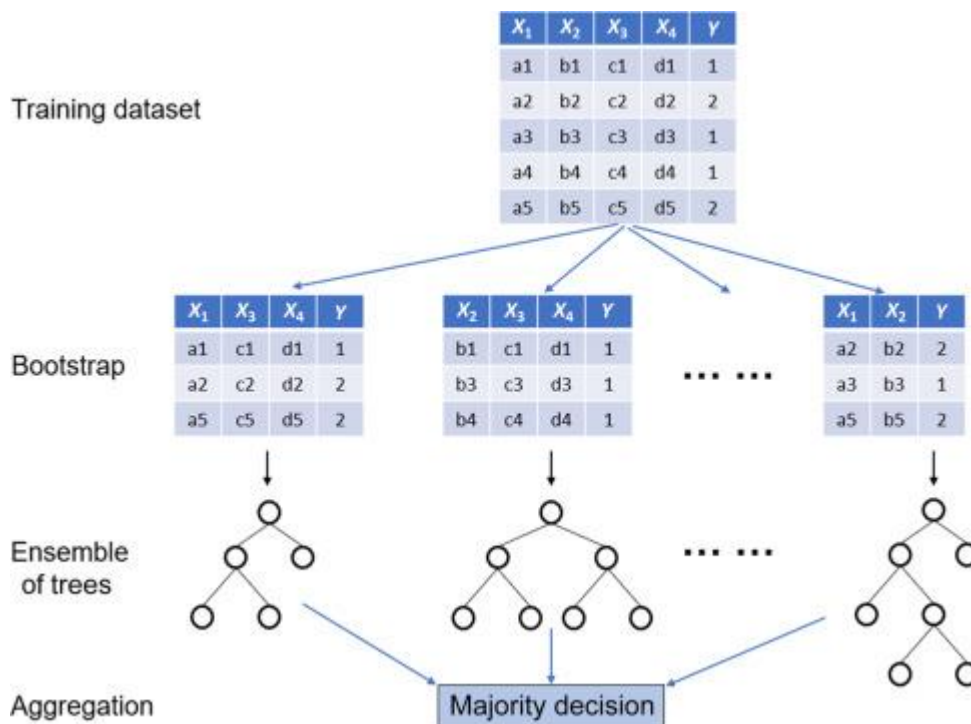 X1 X2 X3 X4 Y
a1 b1 c1 d1 1
a2 b2 c2 d2 2
Training dataset
a3 b3 c3 d3 1
a4 b4 c4 d4 1
a5 b5 c5 d5 2
X1 X3 X4 Y
a1 c1 d1 1
a2 c2 d2 2
a5 c5 d5 2
X2 X3 X4 Y
b1 c1 d1 1
b3 c3 d3 1
b4 c4 d4 1
... ...
X1 X2 Y
a2 b2 2
a3 b3 1
a5 b5 2
Bootstrap
... ...
Ensemble
of trees
Aggregation
Majority decision